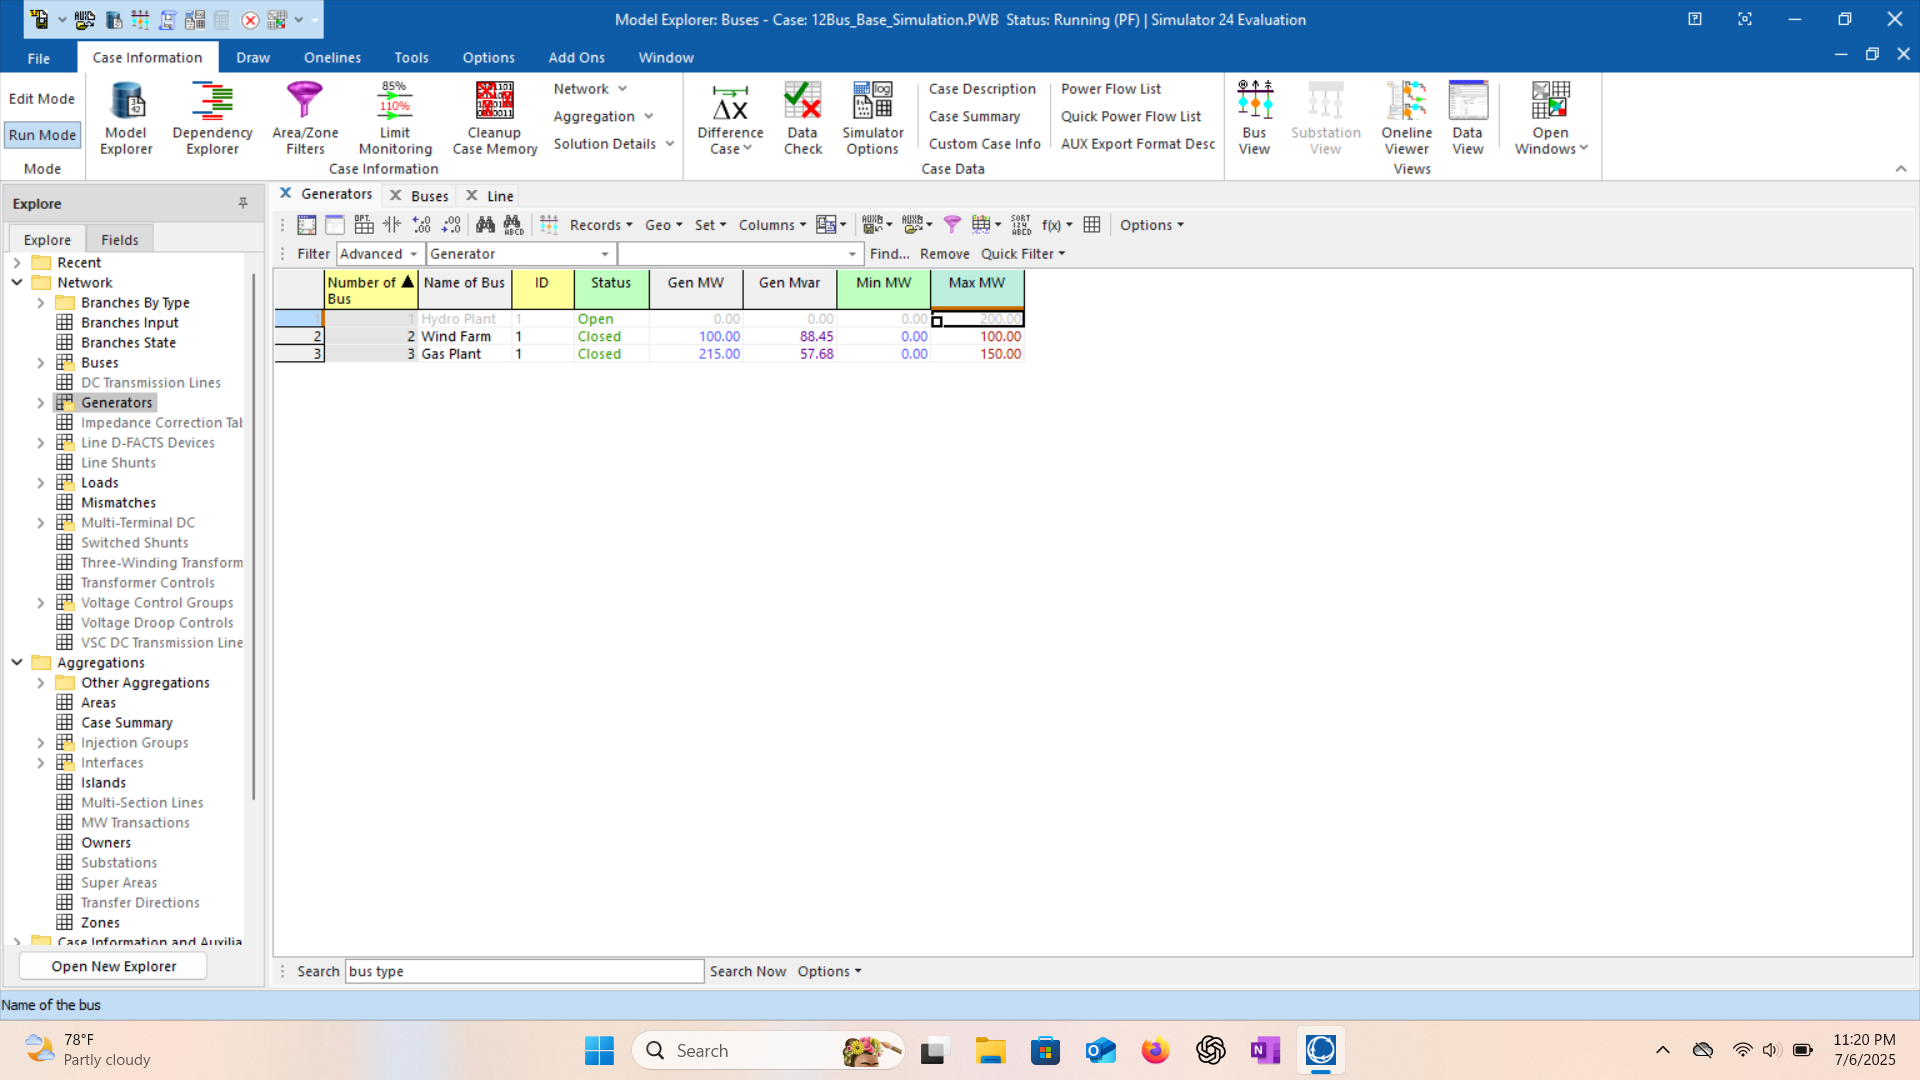 Model Explorer: Buses - Case: 12Bus_Base_Simulation.PWB Status: Running (PF) | Simulator 24 Evaluation
File
Case Information
Draw
Onelines
Tools
Options
Add Ons
Window
Edit Mode
Run Mode
Mode
Model Explorer
Dependency Explorer
Area/Zone Filters
85%
110%
Limit Monitoring
Cleanup Case Memory
Network
Aggregation
Solution Details
Case Information
Difference Case
Data Check
Simulator Options
Case Description
Case Summary
Custom Case Info
Power Flow List
Quick Power Flow List
AUX Export Format Desc
Case Data
Bus View
Substation View
Oneline Viewer
Data View
Open Windows
Views
Explore
Explore Fields
Recent
Network
Branches By Type
Branches Input
Branches State
Buses
DC Transmission Lines
Generators
Impedance Correction Tab
Line D-FACTS Devices
Line Shunts
Loads
Mismatches
Multi-Terminal DC
Switched Shunts
Three-Winding Transform
Transformer Controls
Voltage Control Groups
Voltage Droop Controls
VSC DC Transmission Line
Aggregations
Other Aggregations
Areas
Case Summary
Injection Groups
Interfaces
Islands
Multi-Section Lines
MW Transactions
Owners
Substations
Super Areas
Transfer Directions
Zones
Case Information and Auxilia
Open New Explorer
Generators Buses Line
Records Geo Set Columns f(x) Options
Filter Advanced Generator Find... Remove Quick Filter
Number of Bus Name of Bus ID Status Gen MW Gen Mvar Min MW Max MW
1 1 Hydro Plant 1 Open 0.00 0.00 0.00 200.00
2 2 Wind Farm 1 Closed 100.00 88.45 0.00 100.00
3 3 Gas Plant 1 Closed 215.00 57.68 0.00 150.00
Search bus type Search Now Options
Name of the bus
78°F
Partly cloudy
Search
11:20 PM
7/6/2025